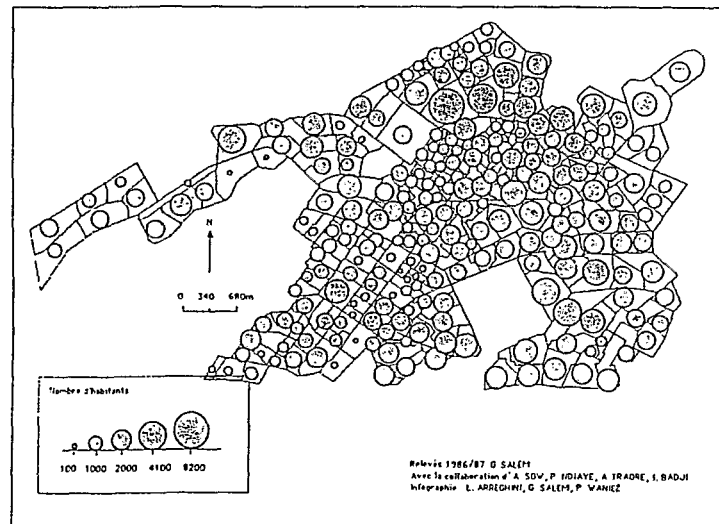 N
0 340 680m
Nombre d'habitants
100 1000 2000 4100 8200
Relevés 1986/87 G SALEM
Avec la collaboration d'A SOW, P NDIAYE, A TRAORE, I. BADJI
Infographie L. ARREGHINI, G SALEM, P WANIEZ